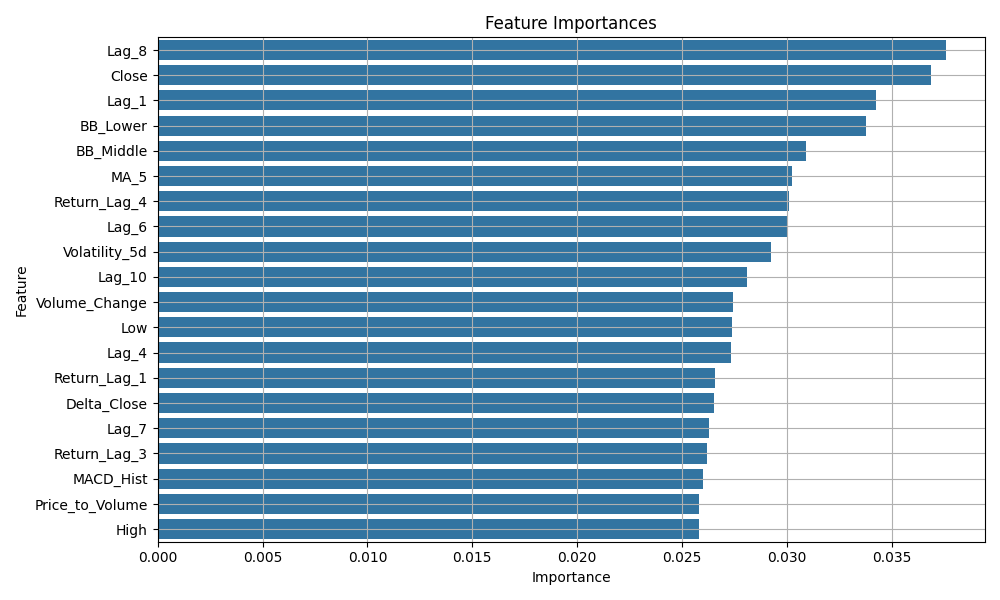 Feature Importances
Feature
Lag_8
Close
Lag_1
BB_Lower
BB_Middle
MA_5
Return_Lag_4
Lag_6
Volatility_5d
Lag_10
Volume_Change
Low
Lag_4
Return_Lag_1
Delta_Close
Lag_7
Return_Lag_3
MACD_Hist
Price_to_Volume
High
0.000 0.005 0.010 0.015 0.020 0.025 0.030 0.035
Importance